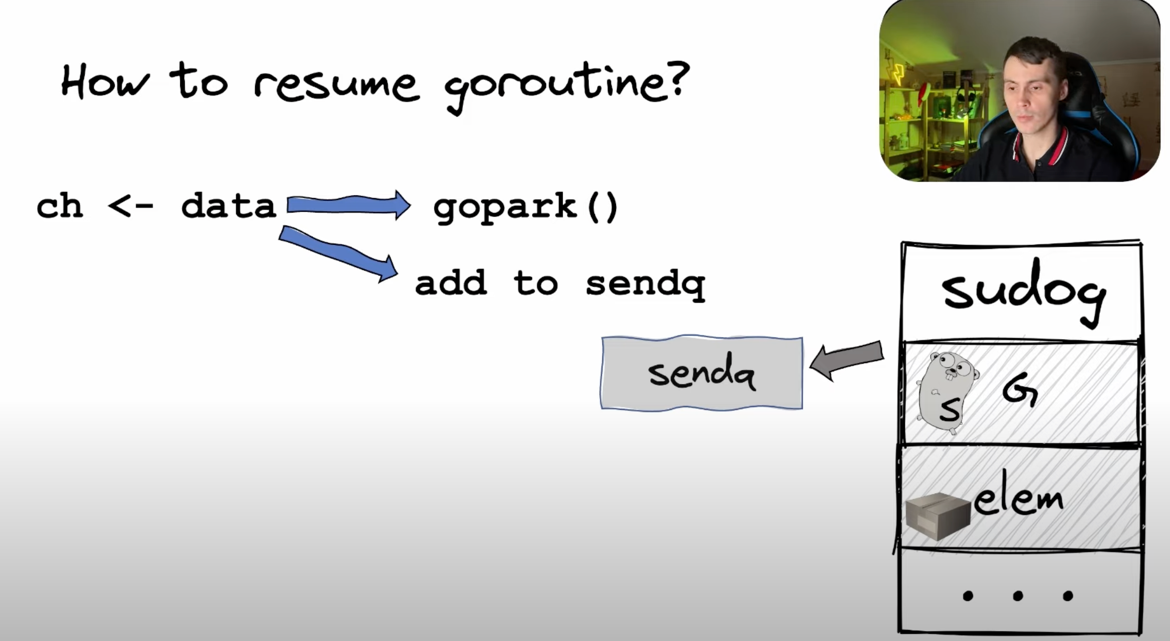 How to resume goroutine?
ch <- data
gopark()
add to sendq
sudog
sendq
S
G
elem
...